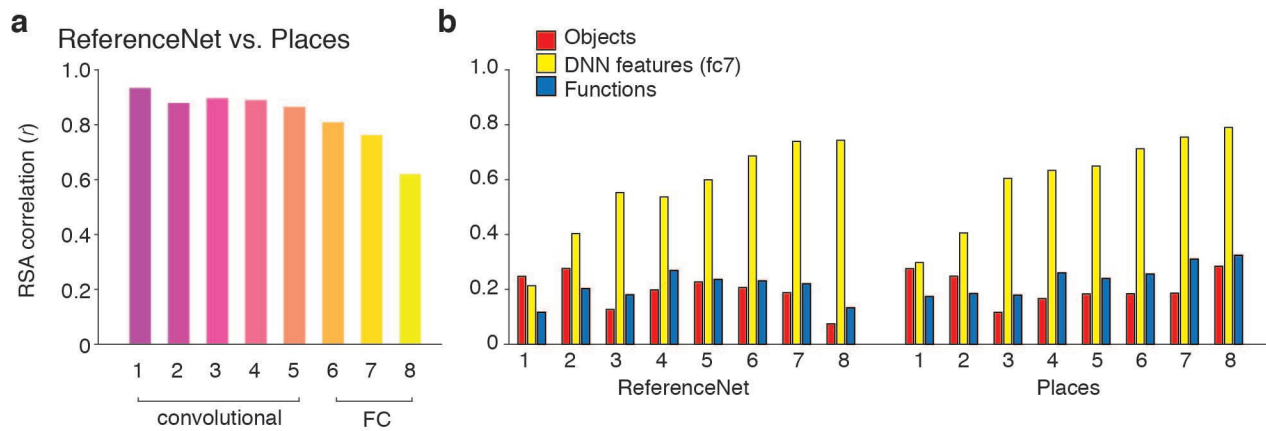 a
ReferenceNet vs. Places
RSA correlation (r)
1.0
0.8
0.6
0.4
0.2
0
1 2 3 4 5 6 7 8
convolutional FC
b
Objects
DNN features (fc7)
Functions
1.0
0.8
0.6
0.4
0.2
0
1 2 3 4 5 6 7 8 1 2 3 4 5 6 7 8
ReferenceNet Places